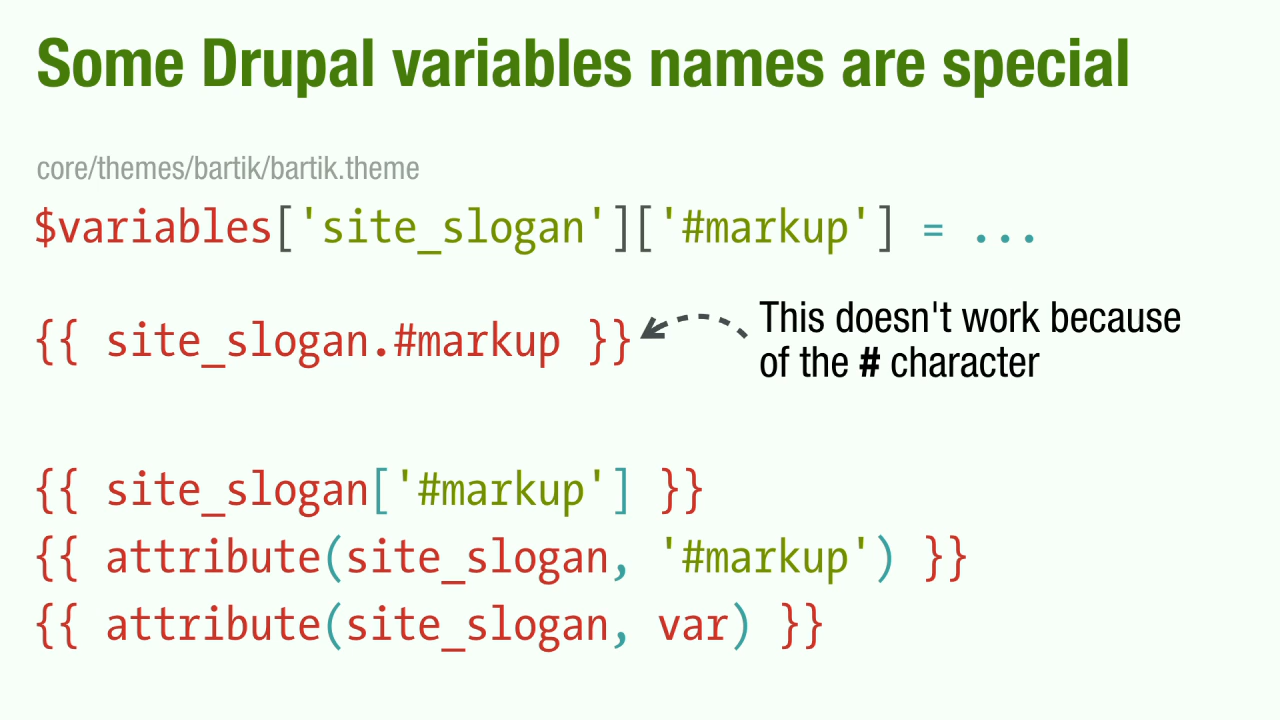 Some Drupal variables names are special
core/themes/bartik/bartik.theme
$variables['site_slogan']['#markup'] = ...
{{ site_slogan.#markup }}
This doesn't work because
of the # character
{{ site_slogan['#markup'] }}
{{ attribute(site_slogan, '#markup') }}
{{ attribute(site_slogan, var) }}